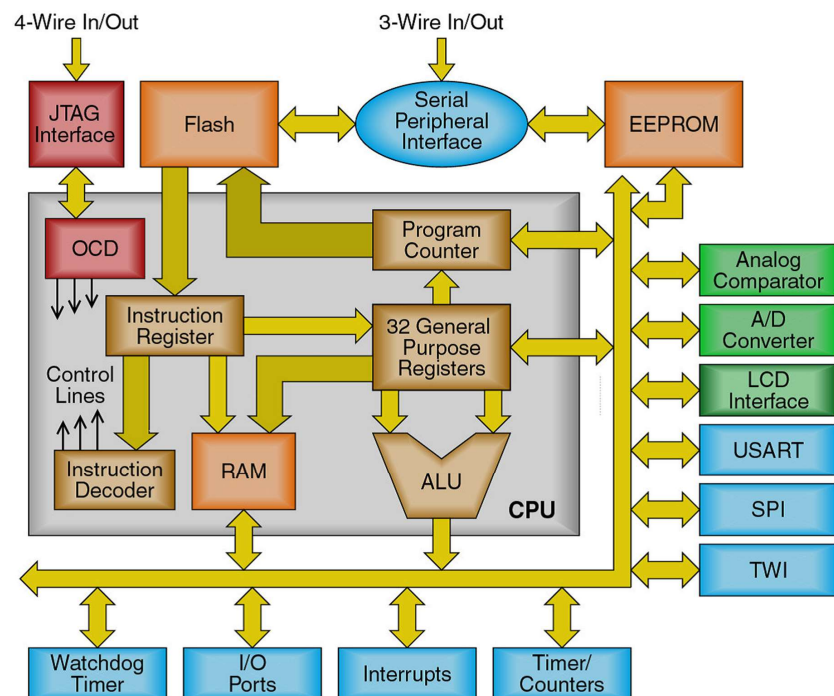 4-Wire In/Out
3-Wire In/Out
JTAG
Interface
Flash
Serial
Peripheral
Interface
EEPROM
OCD
Program
Counter
Analog
Comparator
Instruction
Register
32 General
Purpose
Registers
A/D
Converter
Control
Lines
LCD
Interface
Instruction
Decoder
RAM
ALU
USART
CPU
SPI
TWI
Watchdog
Timer
I/O
Ports
Interrupts
Timer/
Counters